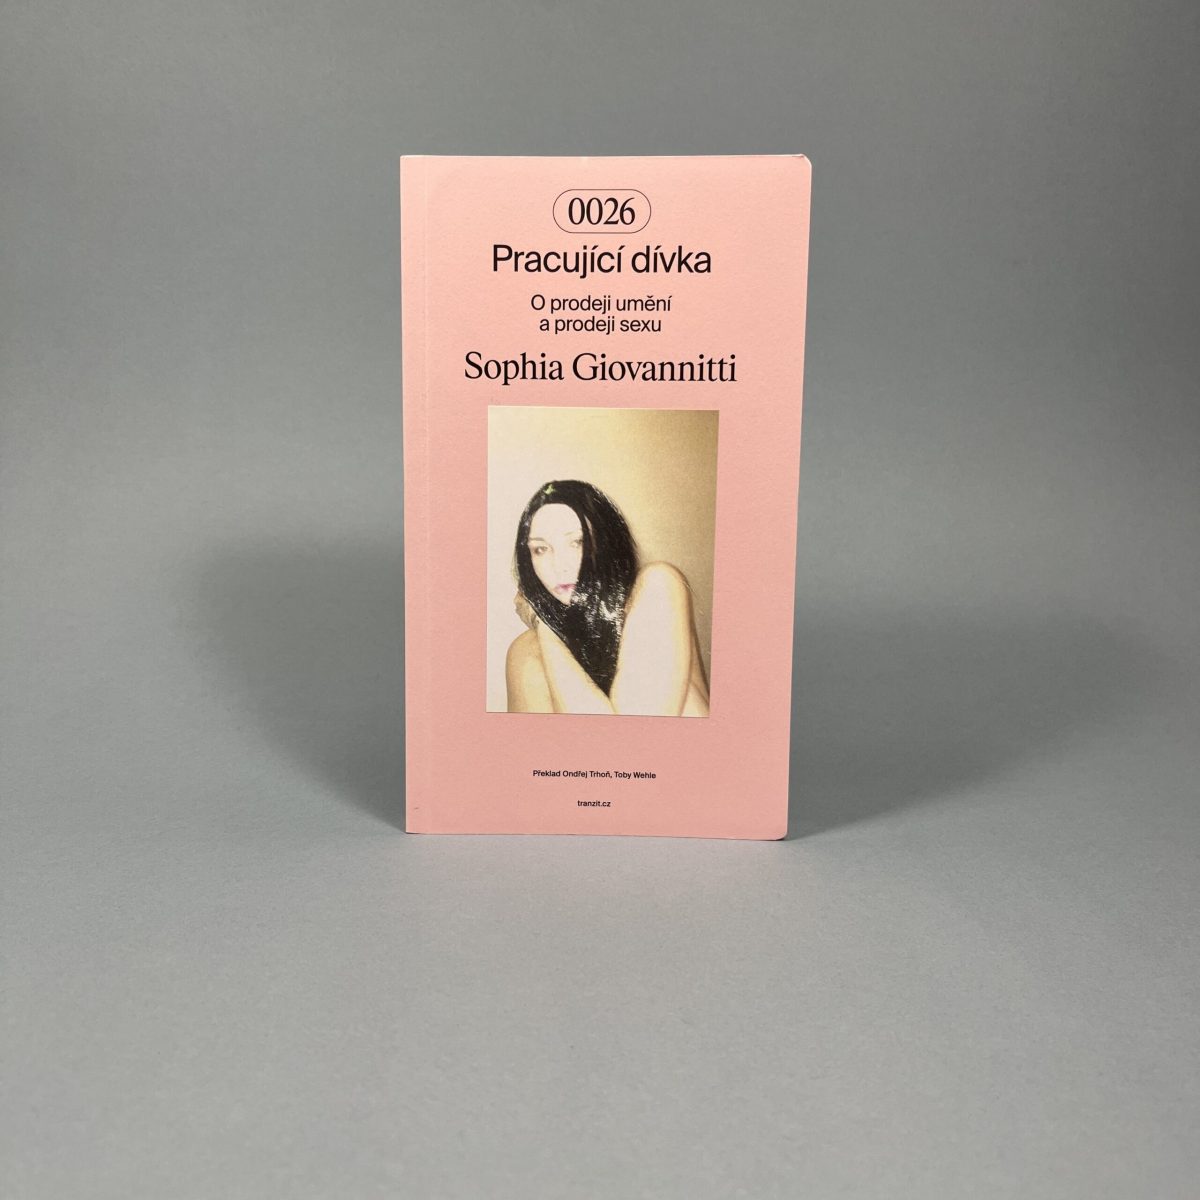 0026
Pracující dívka
O prodeji umění
a prodeji sexu
Sophia Giovannitti
Překlad Ondřej Trhoň, Toby Wehle
tranzit.cz